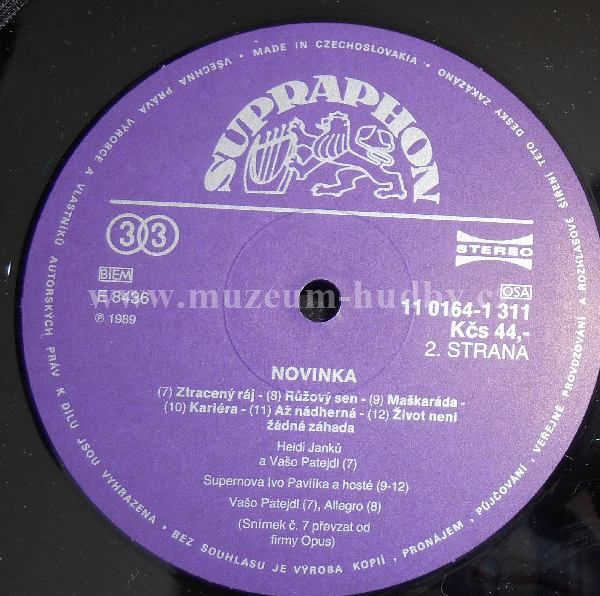 VŠECHNA PRÁVA VÝROBCE A VLASTNÍKŮ AUTORSKÝCH PRÁV K DÍLU JSOU VYHRAZENA • BEZ SOUHLASU JE VÝROBA KOPIÍ, PRONÁJEM, PŮJČOVÁNÍ, VEŘEJNÉ PROVOZOVÁNÍ A ROZHLASOVÉ ŠÍŘENÍ TÉTO DESKY ZAKÁZÁNO • MADE IN CZECHOSLOVAKIA •
SUPRAPHON
33
STEREO
BIEM
OSA
www.muzeum-hudby.c
E 8436
11 0164-1 311
℗ 1989
Kčs 44,-
2. STRANA
NOVINKA
(7) Ztracený ráj - (8) Růžový sen - (9) Maškaráda -
(10) Kariéra - (11) Až nádherná - (12) Život není
žádná záhada
Heidi Janků
a Vašo Patejdl (7)
Supernova Ivo Pavlíka a hosté (9-12)
Vašo Patejdl (7), Allegro (8)
(Snímek č. 7 převzat od
firmy Opus)